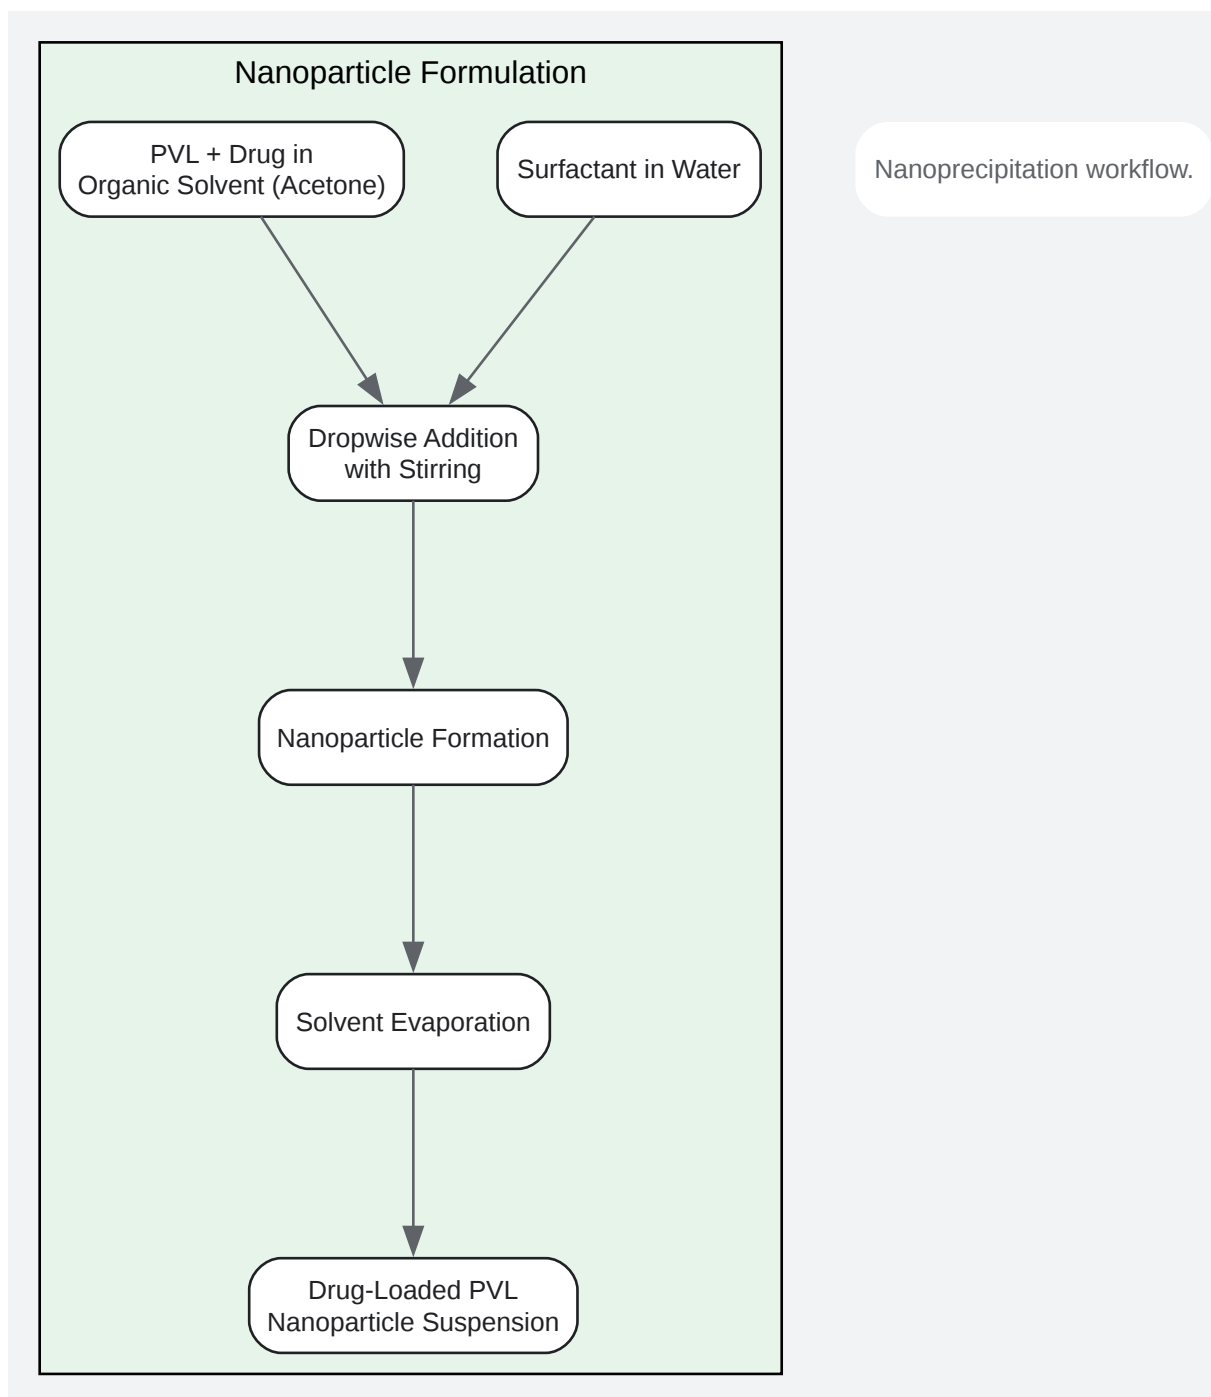 Nanoparticle Formulation
PVL + Drug in
Organic Solvent (Acetone)
Surfactant in Water
Nanoprecipitation workflow.
Dropwise Addition
with Stirring
Nanoparticle Formation
Solvent Evaporation
Drug-Loaded PVL
Nanoparticle Suspension